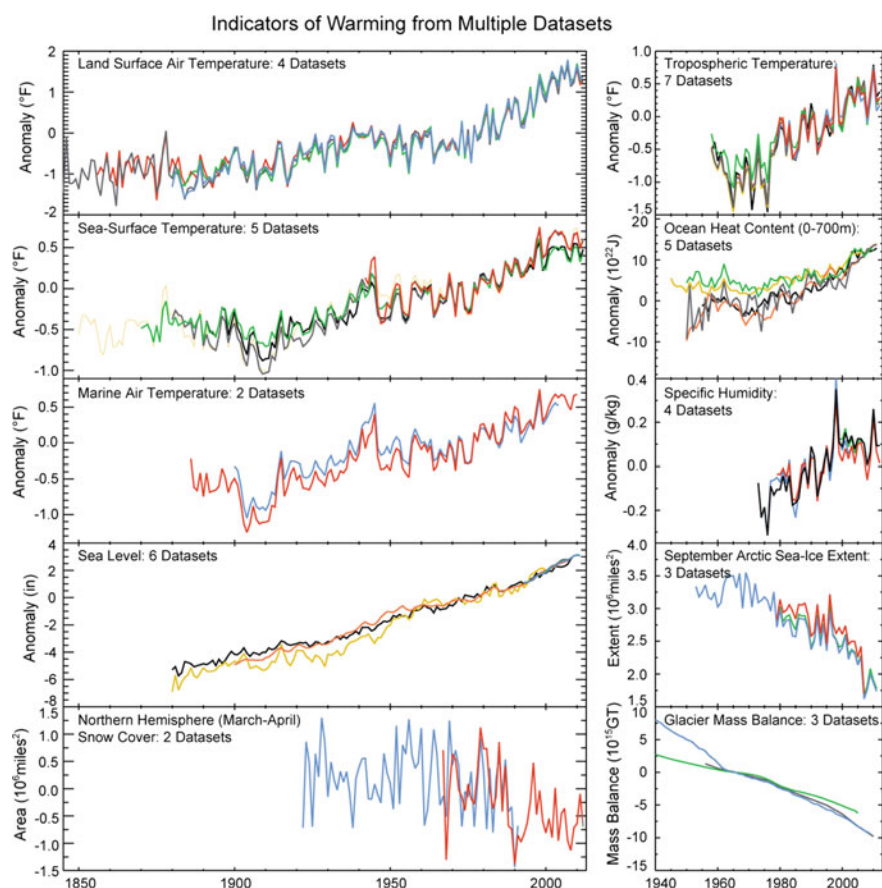 Indicators of Warming from Multiple Datasets
Land Surface Air Temperature: 4 Datasets
Anomaly (°F)
2
1
0
-1
-2
Sea-Surface Temperature: 5 Datasets
Anomaly (°F)
0.5
0.0
-0.5
-1.0
Marine Air Temperature: 2 Datasets
Anomaly (°F)
0.5
0.0
-0.5
-1.0
Sea Level: 6 Datasets
Anomaly (in)
4
2
0
-2
-4
-6
-8
Northern Hemisphere (March-April)
Snow Cover: 2 Datasets
Area (10⁶miles²)
1.5
1.0
0.5
0.0
-0.5
-1.0
-1.5
1850
1900
1950
2000
Tropospheric Temperature:
7 Datasets
Anomaly (°F)
1.0
0.5
0.0
-0.5
-1.0
-1.5
Ocean Heat Content (0-700m):
5 Datasets
Anomaly (10²²J)
20
10
0
-10
Specific Humidity:
4 Datasets
Anomaly (g/kg)
0.4
0.2
0.0
-0.2
September Arctic Sea-Ice Extent:
3 Datasets
Extent (10⁶miles²)
4.0
3.5
3.0
2.5
2.0
1.5
Glacier Mass Balance: 3 Datasets
Mass Balance (10¹⁵GT)
10
5
0
-5
-10
-15
1940
1960
1980
2000